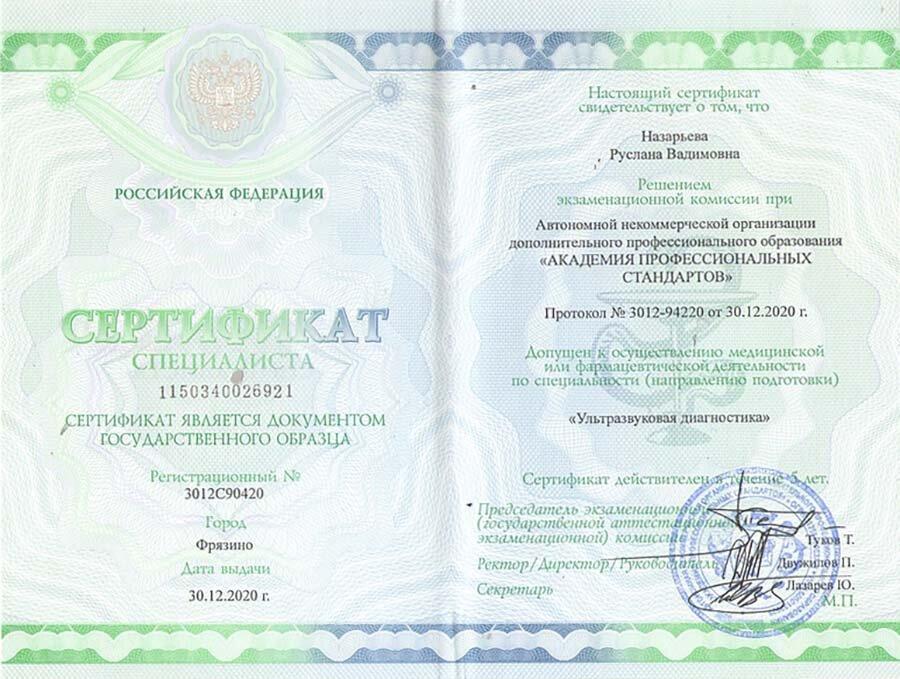 РОССИЙСКАЯ ФЕДЕРАЦИЯ
СЕРТИФИКАТ
СПЕЦИАЛИСТА
1150340026921
СЕРТИФИКАТ ЯВЛЯЕТСЯ ДОКУМЕНТОМ
ГОСУДАРСТВЕННОГО ОБРАЗЦА
Регистрационный №
3012С90420
Город
Фрязино
Дата выдачи
30.12.2020 г.
Настоящий сертификат
свидетельствует о том, что
Назарьева
Руслана Вадимовна
Решением
экзаменационной комиссии при
Автономной некоммерческой организации
дополнительного профессионального образования
«АКАДЕМИЯ ПРОФЕССИОНАЛЬНЫХ
СТАНДАРТОВ»
Протокол № 3012-94220 от 30.12.2020 г.
Допущен к осуществлению медицинской
или фармацевтической деятельности
по специальности (направлению подготовки)
«Ультразвуковая диагностика»
Сертификат действителен в течение 5 лет.
Председатель экзаменационной
(государственной аттестационной
экзаменационной) комиссии
Туков Т.
Ректор/Директор/Руководитель
Двужилов П.
Секретарь
Лазарев Ю.
М.П.